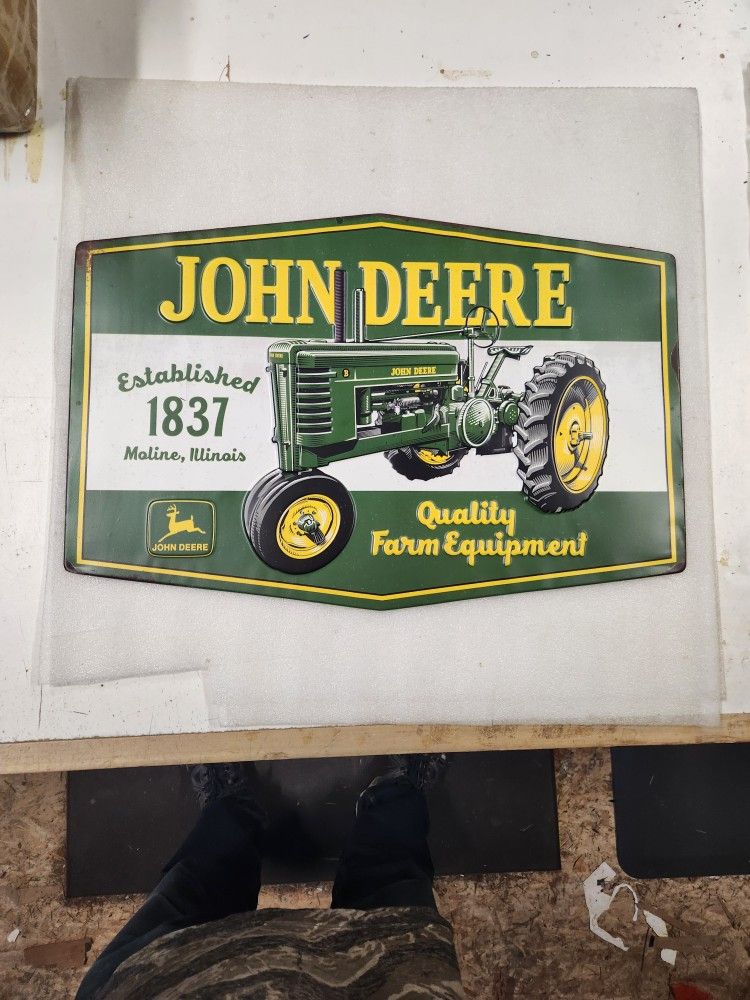 JOHN DEERE
Established
1837
Moline, Illinois
B
JOHN DEERE
JOHN DEERE
Quality
Farm Equipment